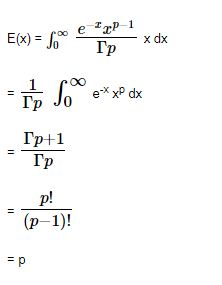 E(x) = ∫₀^∞ (e^{-x}x^{p-1})/(Γp) x dx
= 1/(Γp) ∫₀^∞ e^{-x} x^p dx
= (Γp+1)/(Γp)
= p!/(p-1)!
= p